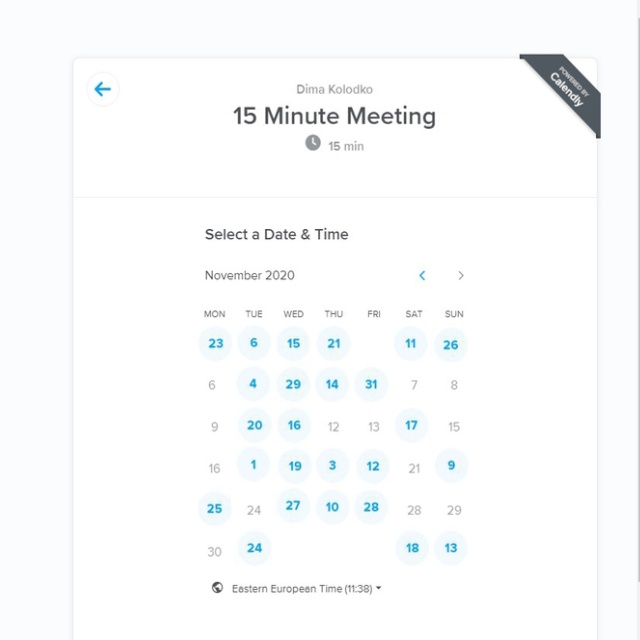 POWERED BY
Calendly
Dima Kolodko
15 Minute Meeting
15 min
Select a Date & Time
November 2020
MON TUE WED THU FRI SAT SUN
23 6 15 21 11 26
6 4 29 14 31 7 8
9 20 16 12 13 17 15
16 1 19 3 12 21 9
25 24 27 10 28 28 29
30 24 18 13
Eastern European Time (11:38)